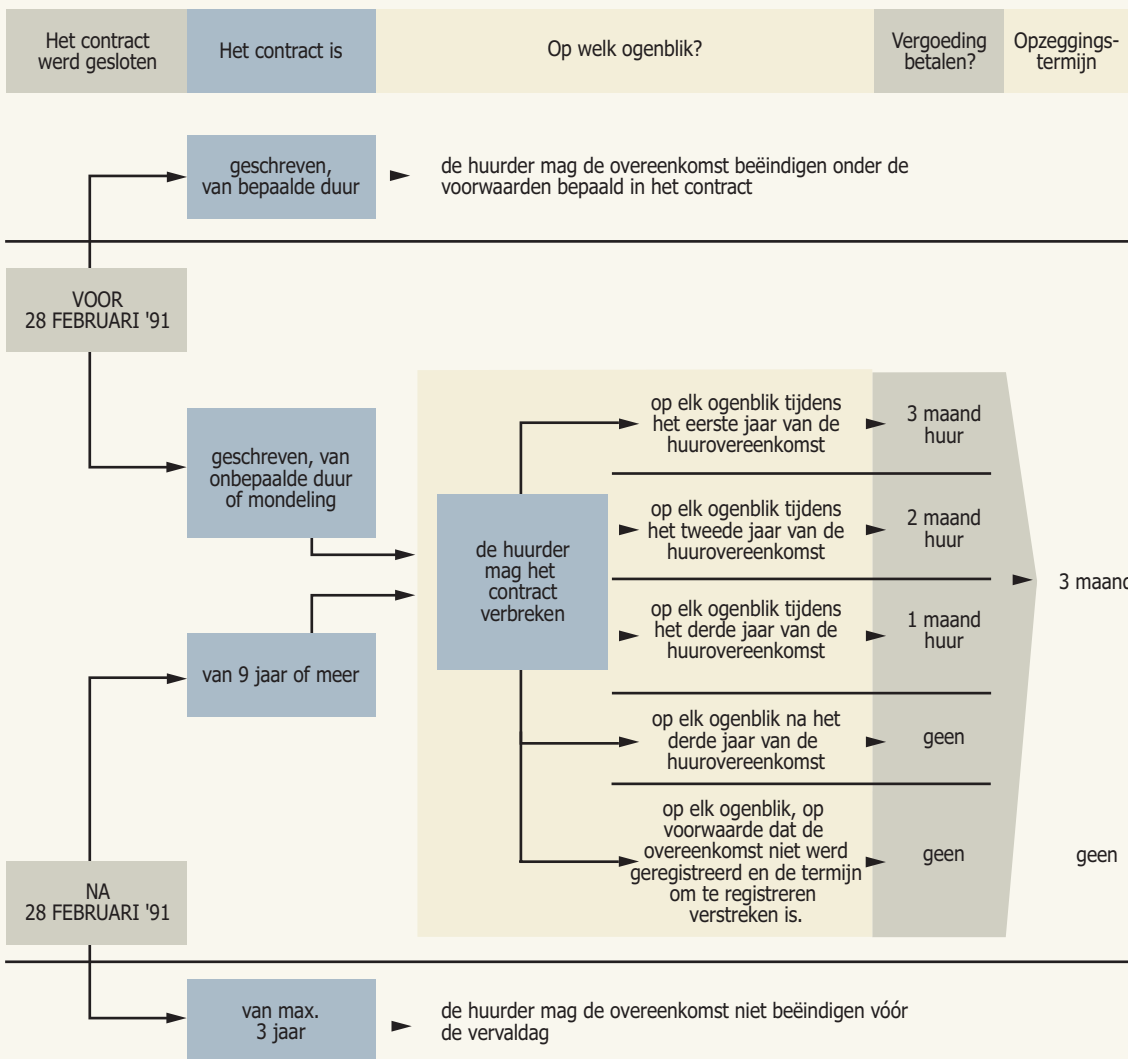 Het contract
werd gesloten
Het contract is
Op welk ogenblik?
Vergoeding
betalen?
Opzeggings-
termijn
geschreven,
van bepaalde duur
de huurder mag de overeenkomst beëindigen onder de
voorwaarden bepaald in het contract
VOOR
28 FEBRUARI '91
geschreven, van
onbepaalde duur
of mondeling
van 9 jaar of meer
de huurder
mag het
contract
verbreken
op elk ogenblik tijdens
het eerste jaar van de
huurovereenkomst
3 maand
huur
op elk ogenblik tijdens
het tweede jaar van de
huurovereenkomst
2 maand
huur
op elk ogenblik tijdens
het derde jaar van de
huurovereenkomst
1 maand
huur
3 maand
op elk ogenblik na het
derde jaar van de
huurovereenkomst
geen
op elk ogenblik, op
voorwaarde dat de
overeenkomst niet werd
geregistreerd en de termijn
om te registreren
verstreken is.
geen
geen
NA
28 FEBRUARI '91
van max.
3 jaar
de huurder mag de overeenkomst niet beëindigen vóór
de vervaldag